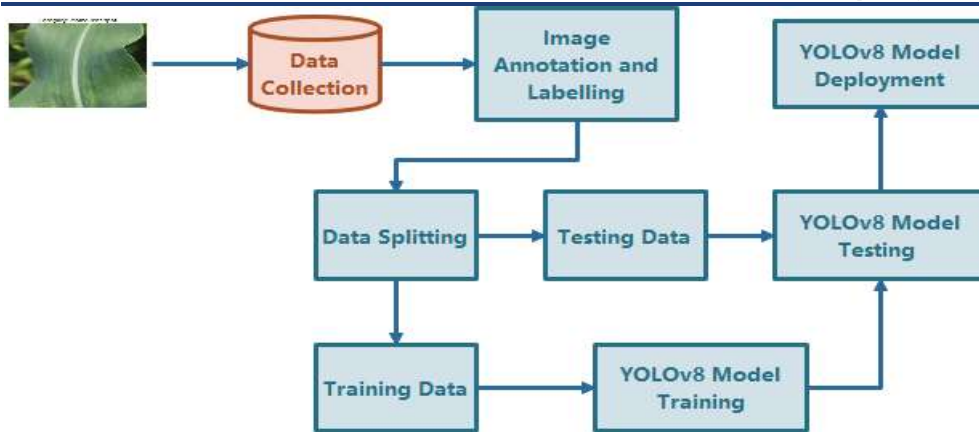 Data
Collection
Image
Annotation and
Labelling
YOLOv8 Model
Deployment
Data Splitting
Testing Data
YOLOv8 Model
Testing
Training Data
YOLOv8 Model
Training